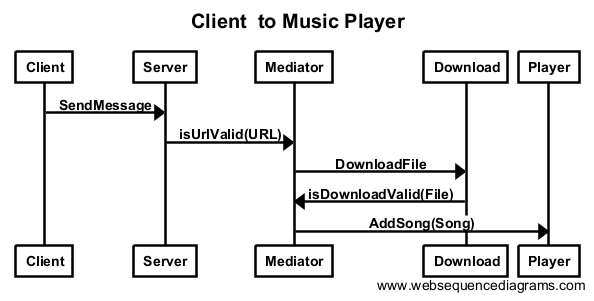 Client to Music Player
Client Server Mediator Download Player
SendMessage
isUrlValid(URL)
DownloadFile
isDownloadValid(File)
AddSong(Song)
Client Server Mediator Download Player
www.websequencediagrams.com